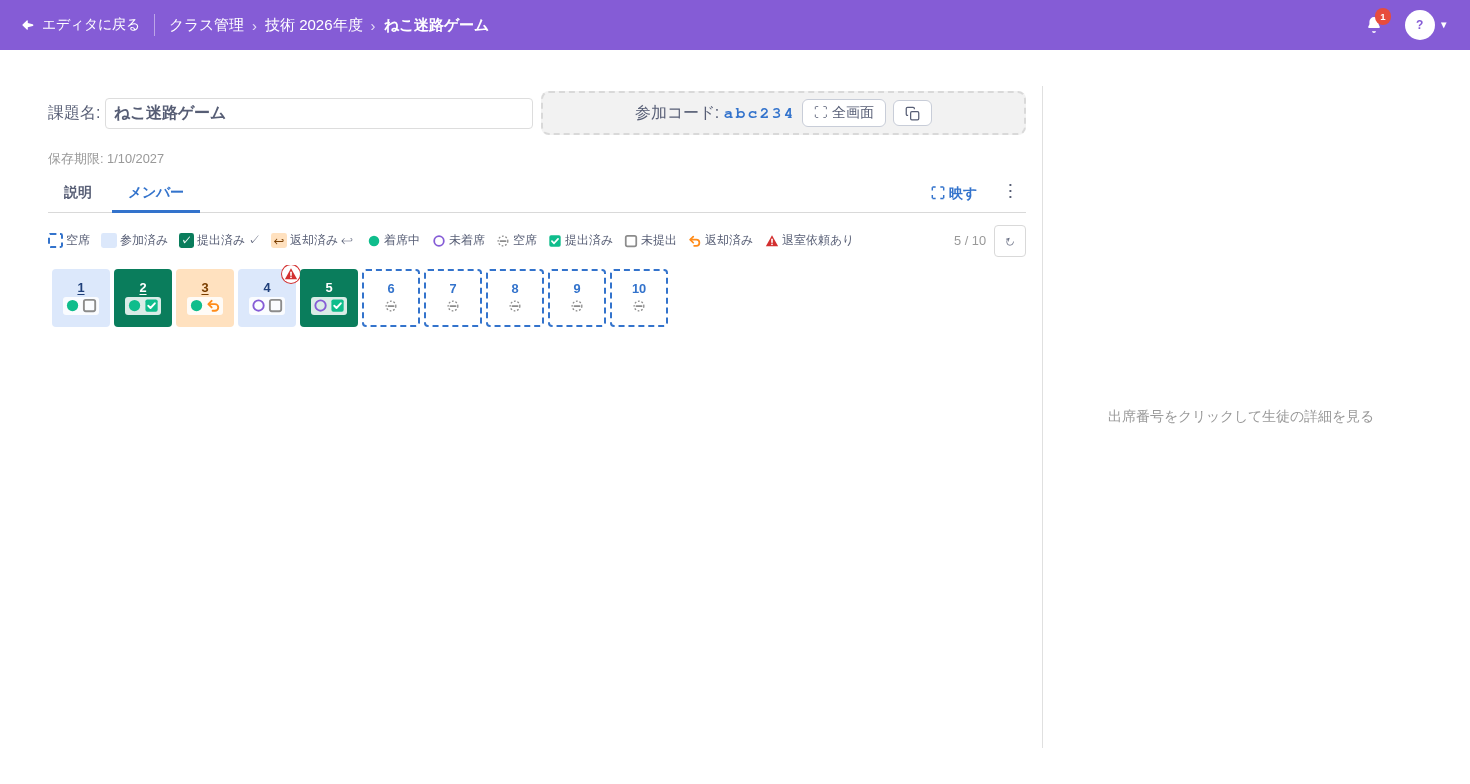 エディタに戻る クラス管理 › 技術 2026年度 › ねこ迷路ゲーム 1 ? ▼
課題名: ねこ迷路ゲーム 参加コード: abc234 全画面
保存期限: 1/10/2027
説明 メンバー 映す ⋮
空席 参加済み ✓ 提出済み ✓ ↩ 返却済み ↩ 着席中 未着席 空席 提出済み 未提出 返却済み 退室依頼あり 5 / 10 ↻
1 2 3 4 5 6 7 8 9 10
出席番号をクリックして生徒の詳細を見る